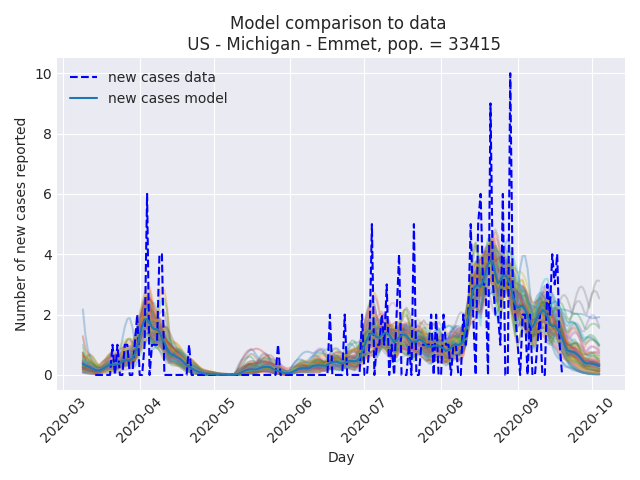 Model comparison to data
US - Michigan - Emmet, pop. = 33415
new cases data
new cases model
Number of new cases reported
10
8
6
4
2
0
2020-03
2020-04
2020-05
2020-06
2020-07
2020-08
2020-09
2020-10
Day